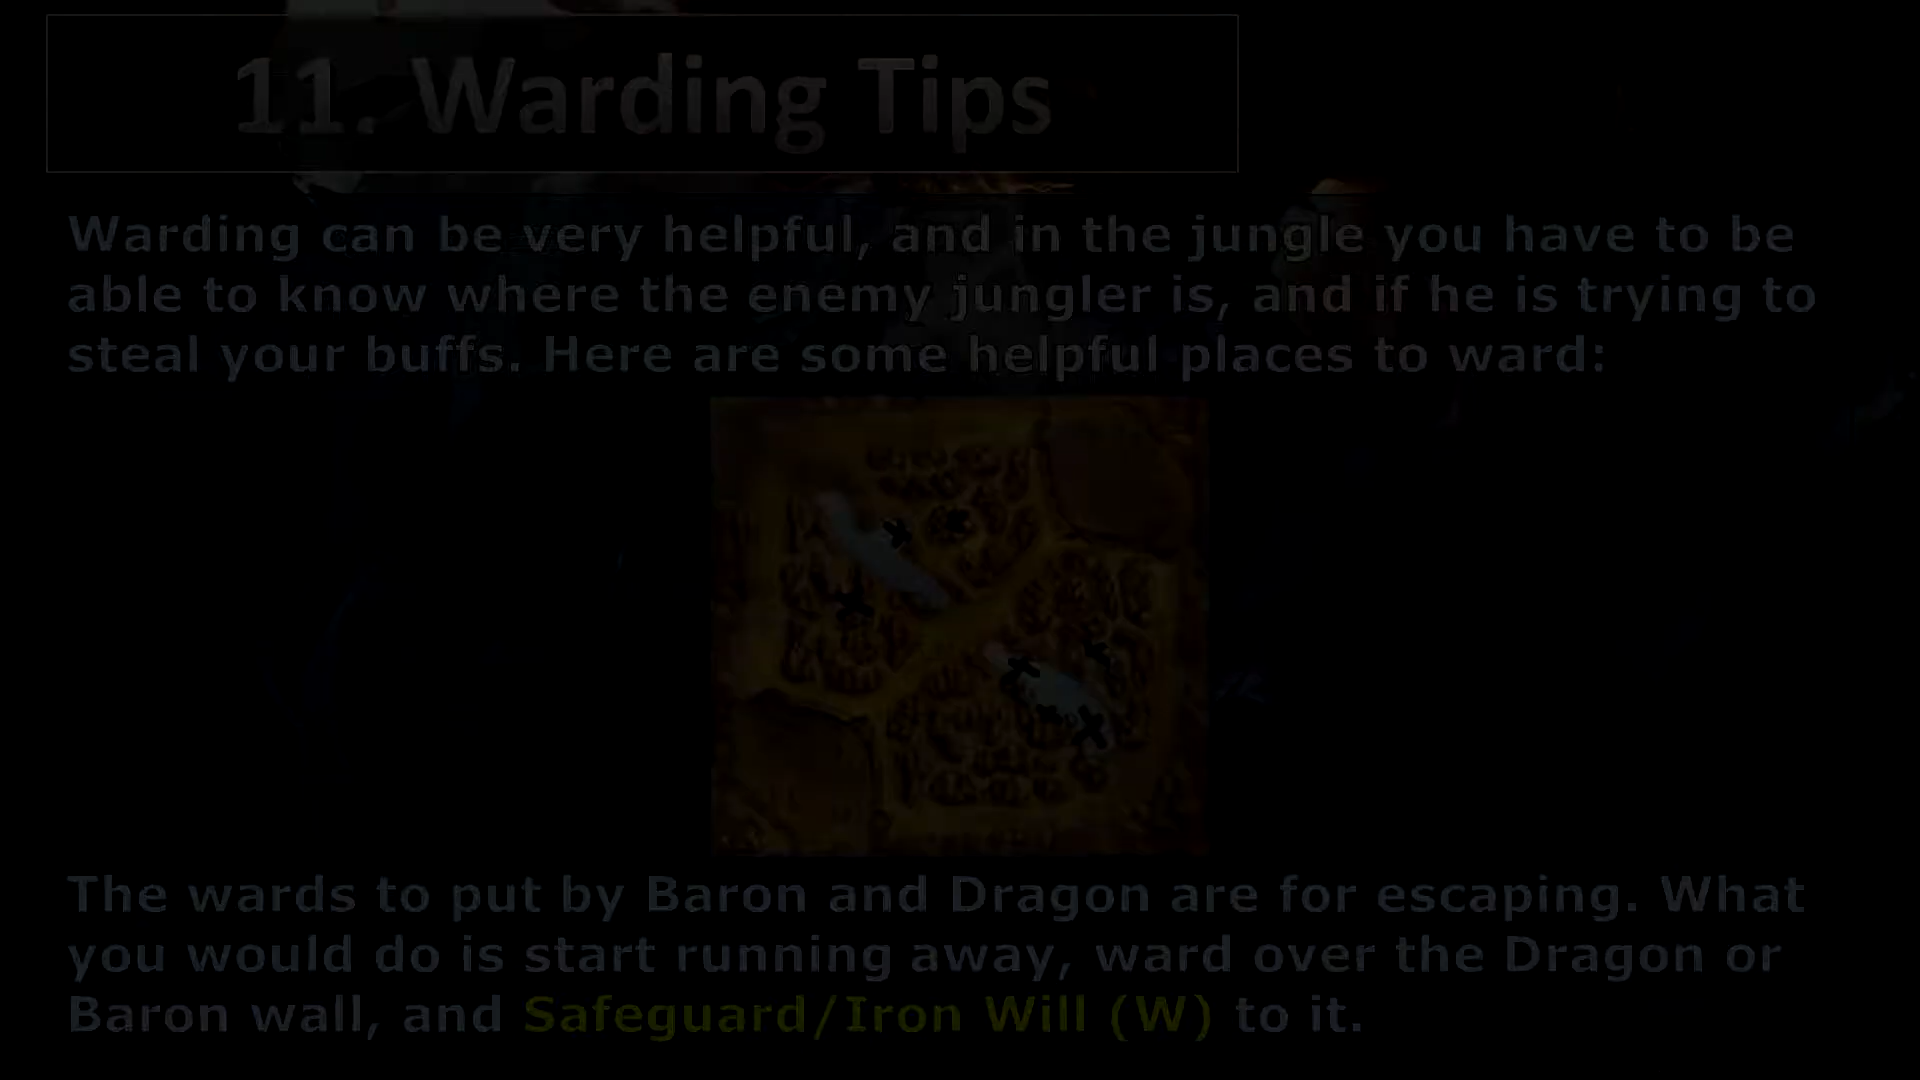 11. Warding Tips
Warding can be very helpful, and in the jungle you have to be
able to know where the enemy jungler is, and if he is trying to
steal your buffs. Here are some helpful places to ward:
The wards to put by Baron and Dragon are for escaping. What
you would do is start running away, ward over the Dragon or
Baron wall, and Safeguard/Iron Will (W) to it.